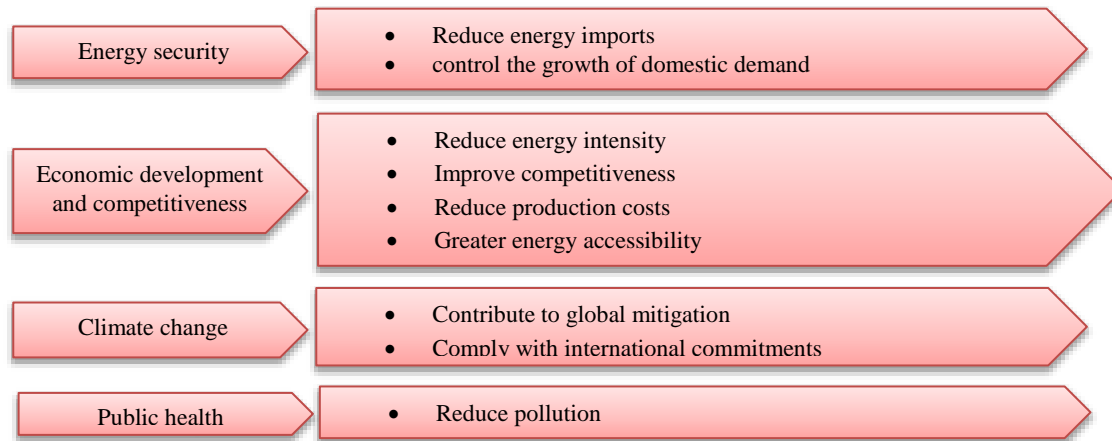 Energy security
• Reduce energy imports
• control the growth of domestic demand
Economic development
and competitiveness
• Reduce energy intensity
• Improve competitiveness
• Reduce production costs
• Greater energy accessibility
Climate change
• Contribute to global mitigation
• Comply with international commitments
Public health
• Reduce pollution